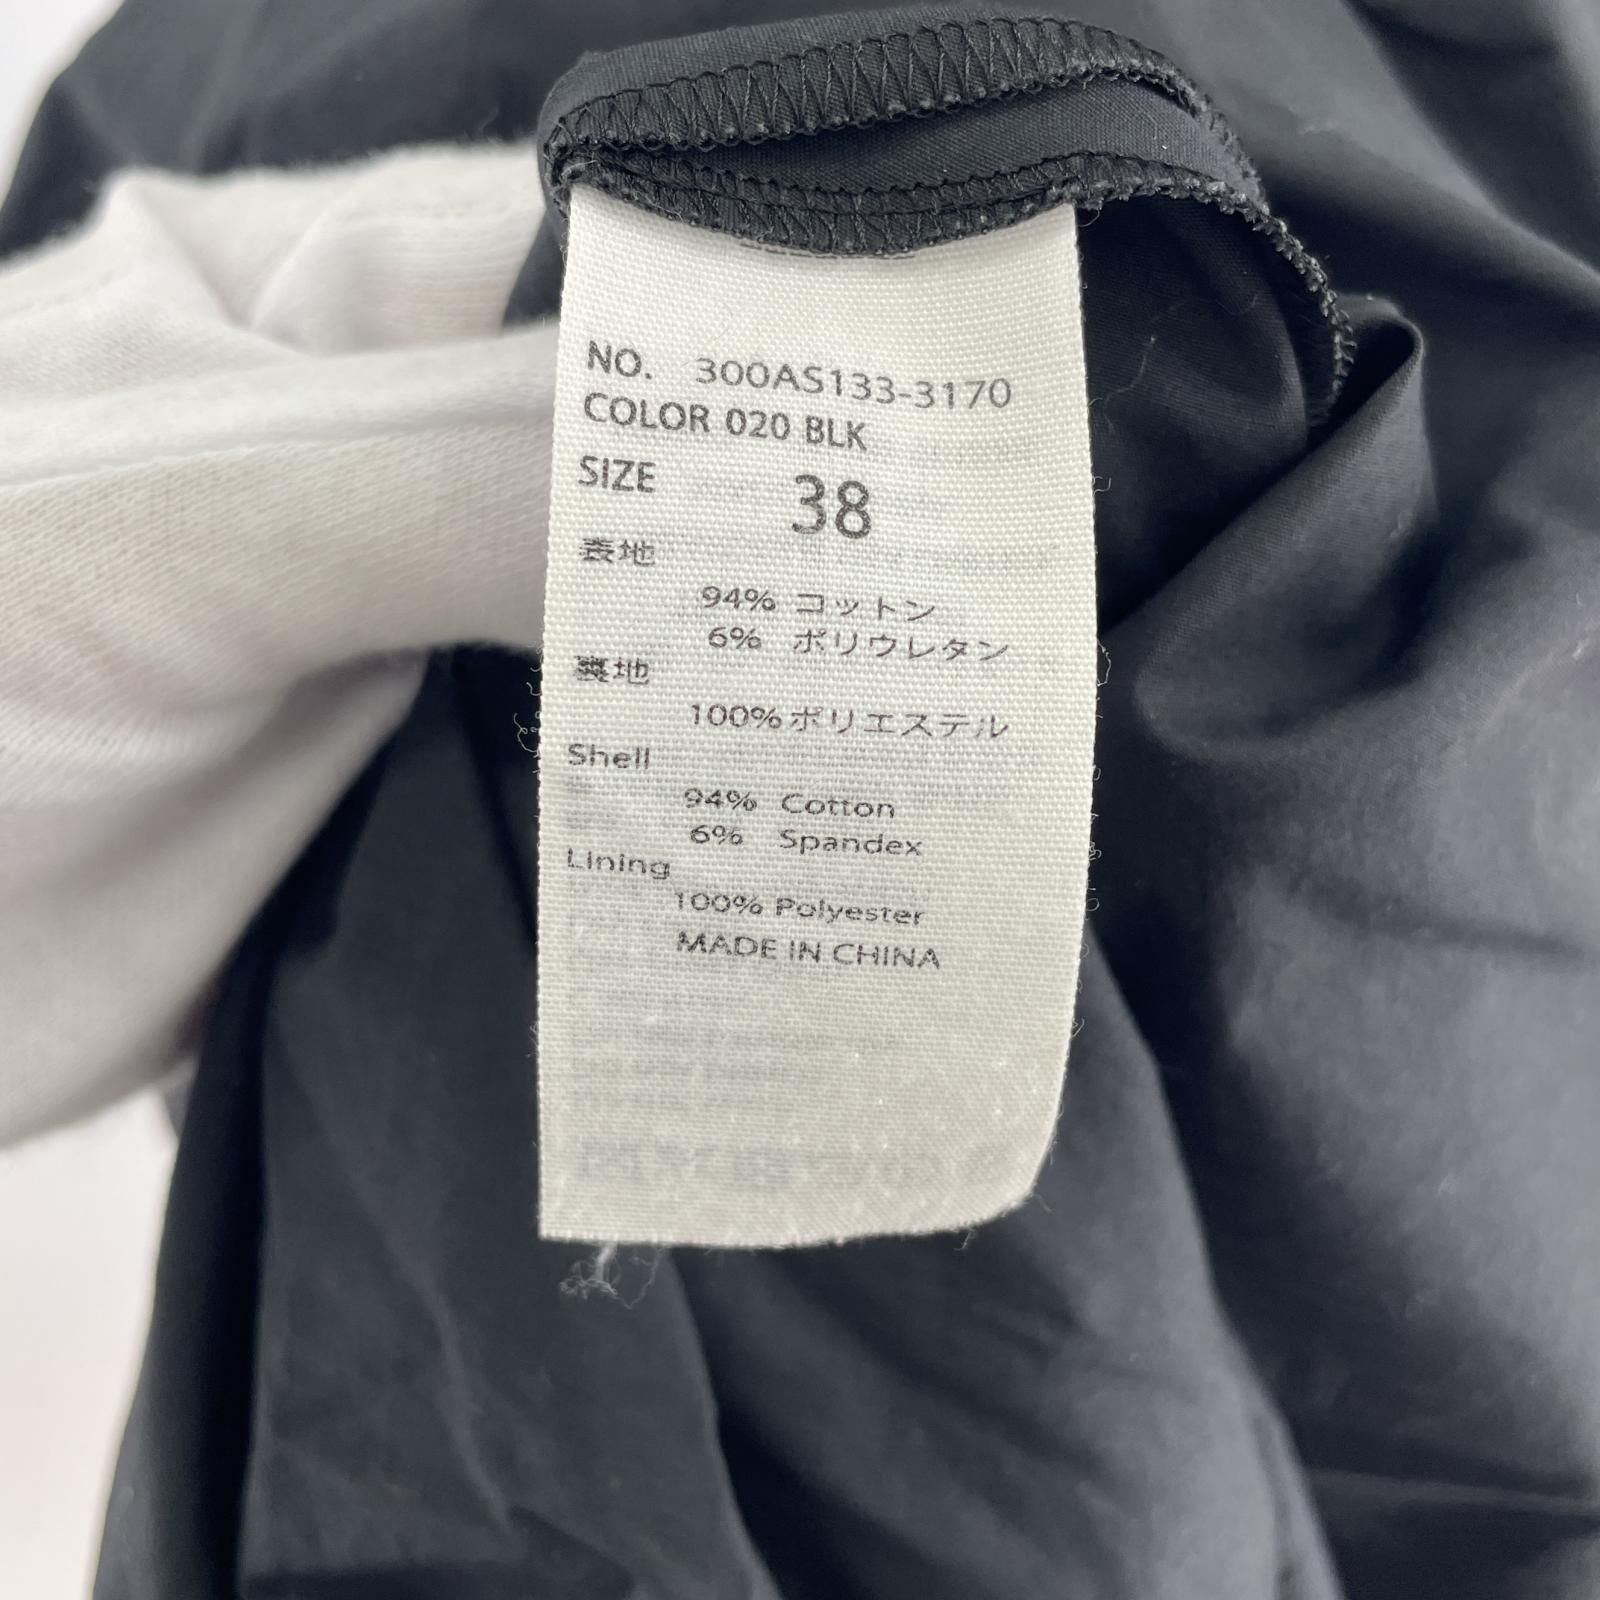 NO. 300AS133-3170
COLOR 020 BLK
SIZE 38
表地
94% コットン
6% ポリウレタン
裏地
100% ポリエステル
Shell
94% Cotton
6% Spandex
Lining
100% Polyester
MADE IN CHINA